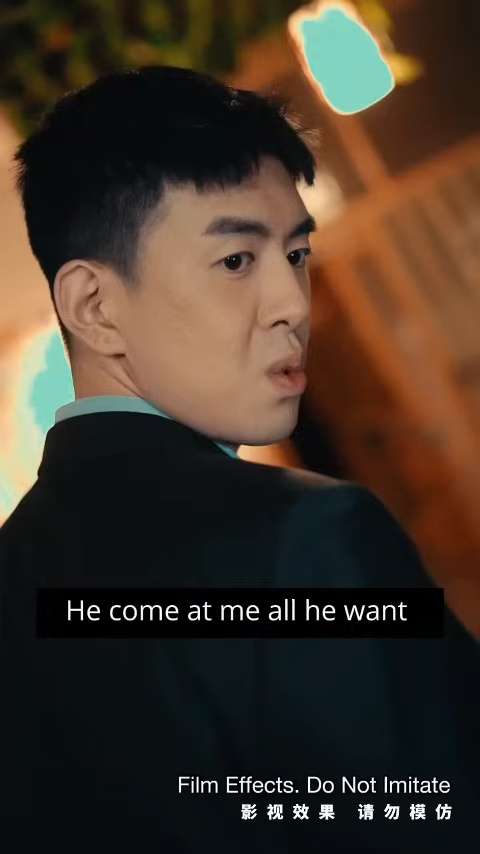 He come at me all he want
Film Effects. Do Not Imitate
影视效果 请勿模仿